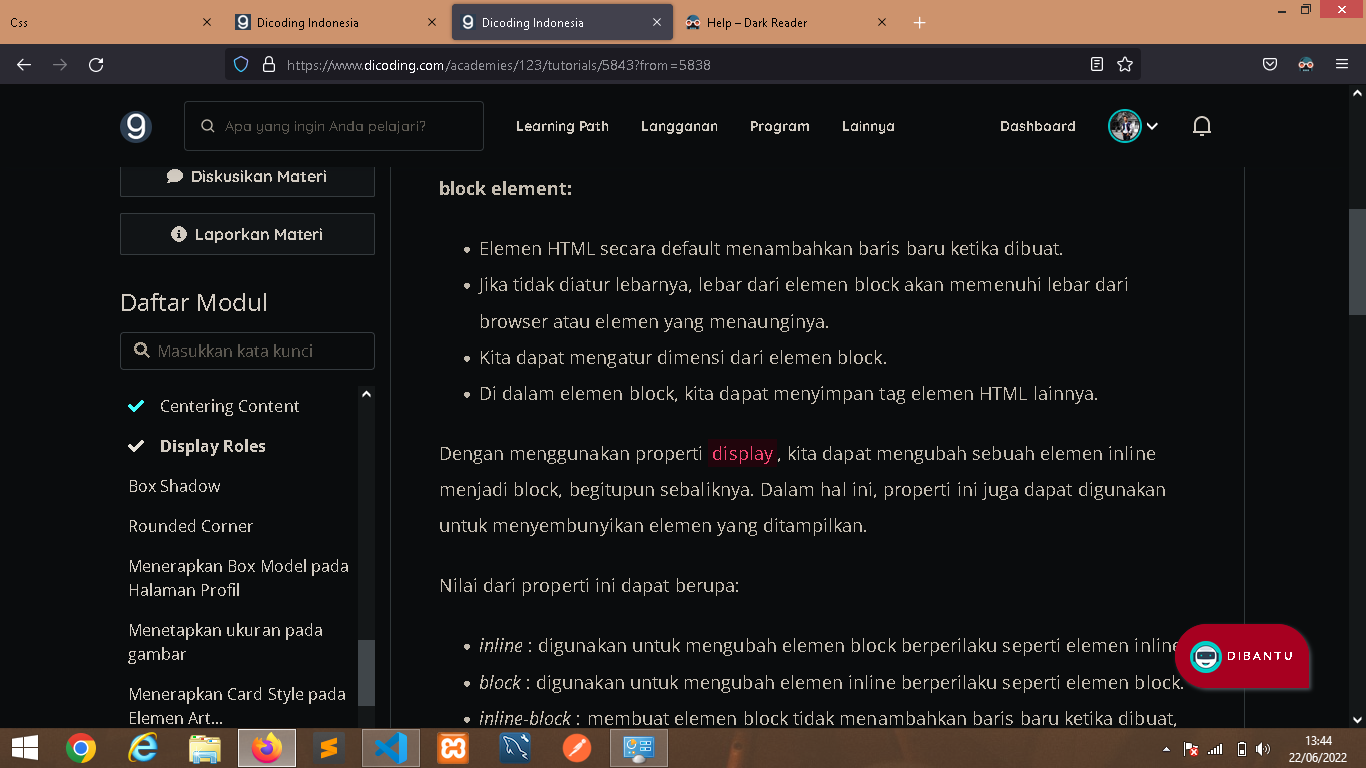 Css
Dicoding Indonesia
Dicoding Indonesia
Help – Dark Reader
https://www.dicoding.com/academies/123/tutorials/5843?from=5838
Apa yang ingin Anda pelajari?
Learning Path
Langganan
Program
Lainnya
Dashboard
Diskusikan Materi
Laporkan Materi
Daftar Modul
Masukkan kata kunci
Centering Content
Display Roles
Box Shadow
Rounded Corner
Menerapkan Box Model pada
Halaman Profil
Menetapkan ukuran pada
gambar
Menerapkan Card Style pada
Elemen Art...
block element:
Elemen HTML secara default menambahkan baris baru ketika dibuat.
Jika tidak diatur lebarnya, lebar dari elemen block akan memenuhi lebar dari
browser atau elemen yang menaunginya.
Kita dapat mengatur dimensi dari elemen block.
Di dalam elemen block, kita dapat menyimpan tag elemen HTML lainnya.
Dengan menggunakan properti display, kita dapat mengubah sebuah elemen inline
menjadi block, begitupun sebaliknya. Dalam hal ini, properti ini juga dapat digunakan
untuk menyembunyikan elemen yang ditampilkan.
Nilai dari properti ini dapat berupa:
inline : digunakan untuk mengubah elemen block berperilaku seperti elemen inline
block : digunakan untuk mengubah elemen inline berperilaku seperti elemen block.
inline-block : membuat elemen block tidak menambahkan baris baru ketika dibuat,
DIBANTU
13:44
22/06/2022